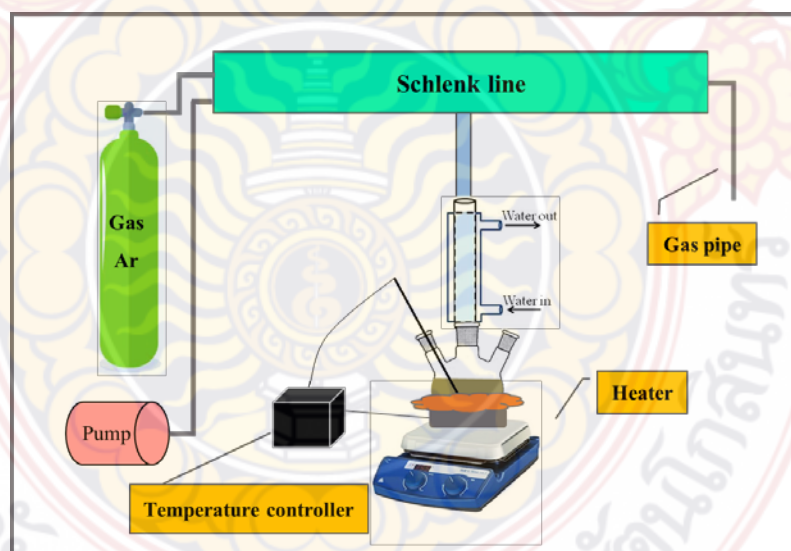 Schlenk line
Gas
Ar
Water out
Gas pipe
Water in
Heater
Pump
Temperature controller